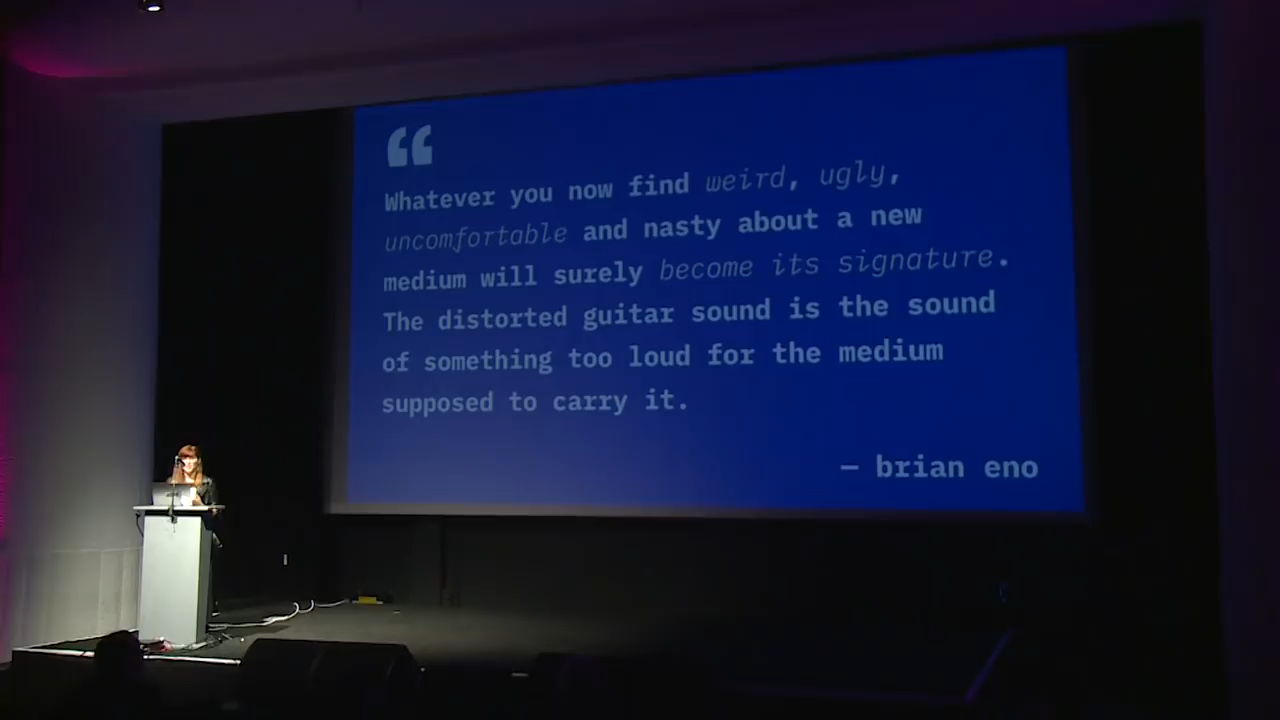 “
Whatever you now find weird, ugly,
uncomfortable and nasty about a new
medium will surely become its signature.
The distorted guitar sound is the sound
of something too loud for the medium
supposed to carry it.
— brian eno